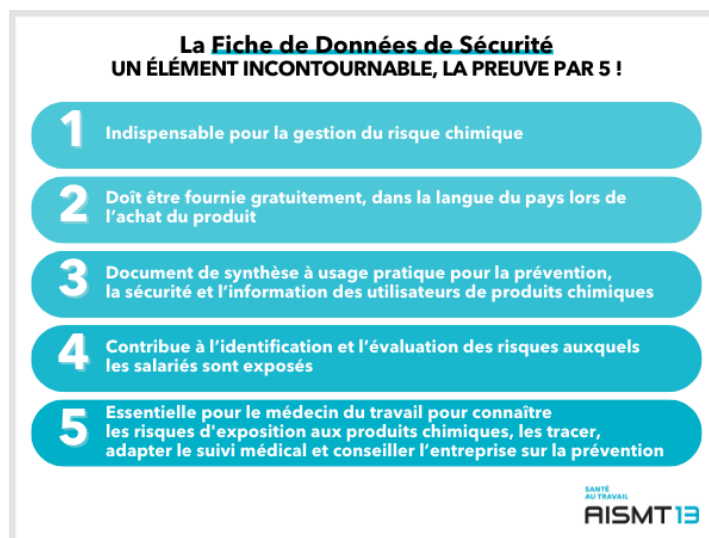 La Fiche de Données de Sécurité
UN ÉLÉMENT INCONTOURNABLE, LA PREUVE PAR 5 !
1 Indispensable pour la gestion du risque chimique
2 Doît être fournie gratuitement, dans la langue du pays lors de
l'achat du produit
3 Document de synthèse à usage pratique pour la prévention,
la sécurité et l'information des utilisateurs de produits chimiques
4 Contribue à l'identification et l'évaluation des risques auxquels
les salariés sont exposés
5 Essentielle pour le médecin du travail pour connaître
les risques d'exposition aux produits chimiques, les tracer,
adapter le suivi médical et conseiller l'entreprise sur la prévention
SANTÉ
AU TRAVAIL
AISMT 13